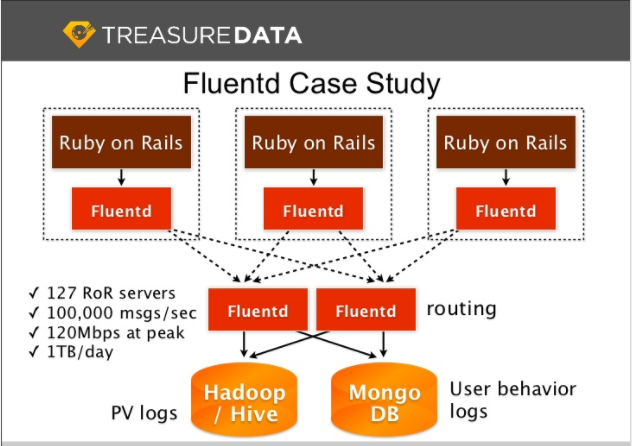 TREASUREDATA
Fluentd Case Study
Ruby on Rails
Ruby on Rails
Ruby on Rails
Fluentd
Fluentd
Fluentd
✓ 127 RoR servers
✓ 100,000 msgs/sec
✓ 120Mbps at peak
✓ 1TB/day
Fluentd
Fluentd
routing
PV logs
Hadoop
/ Hive
Mongo
DB
User behavior
logs